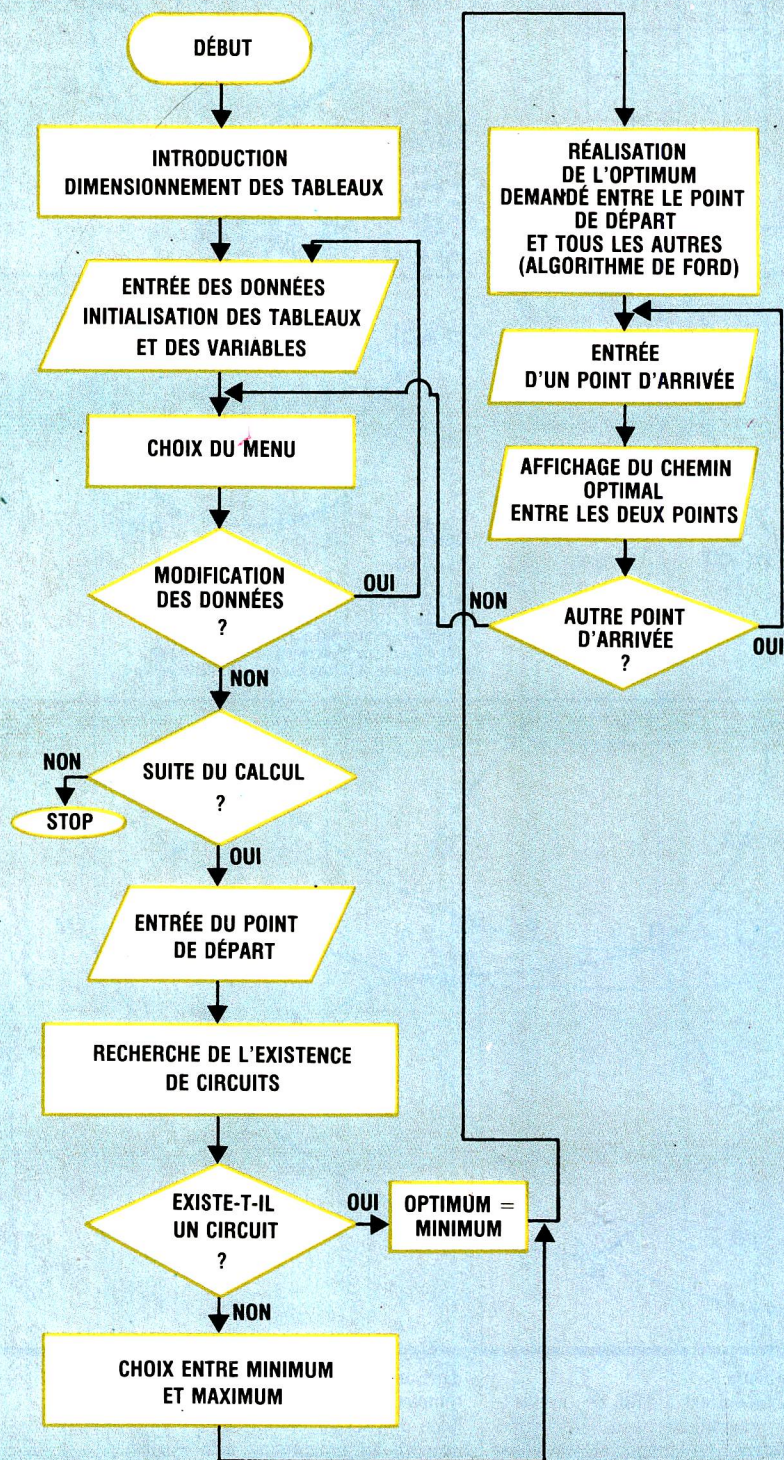 DÉBUT
INTRODUCTION
DIMENSIONNEMENT DES TABLEAUX
ENTRÉE DES DONNÉES
INITIALISATION DES TABLEAUX
ET DES VARIABLES
CHOIX DU MENU
MODIFICATION
DES DONNÉES
?
OUI
NON
SUITE DU CALCUL
?
NON
STOP
OUI
ENTRÉE DU POINT
DE DÉPART
RECHERCHE DE L'EXISTENCE
DE CIRCUITS
EXISTE-T-IL
UN CIRCUIT
?
OUI
OPTIMUM =
MINIMUM
NON
CHOIX ENTRE MINIMUM
ET MAXIMUM
RÉALISATION
DE L'OPTIMUM
DEMANDÉ ENTRE LE POINT
DE DÉPART
ET TOUS LES AUTRES
(ALGORITHME DE FORD)
ENTRÉE
D'UN POINT D'ARRIVÉE
AFFICHAGE DU CHEMIN
OPTIMAL
ENTRE LES DEUX POINTS
AUTRE POINT
D'ARRIVÉE
?
NON
OUI